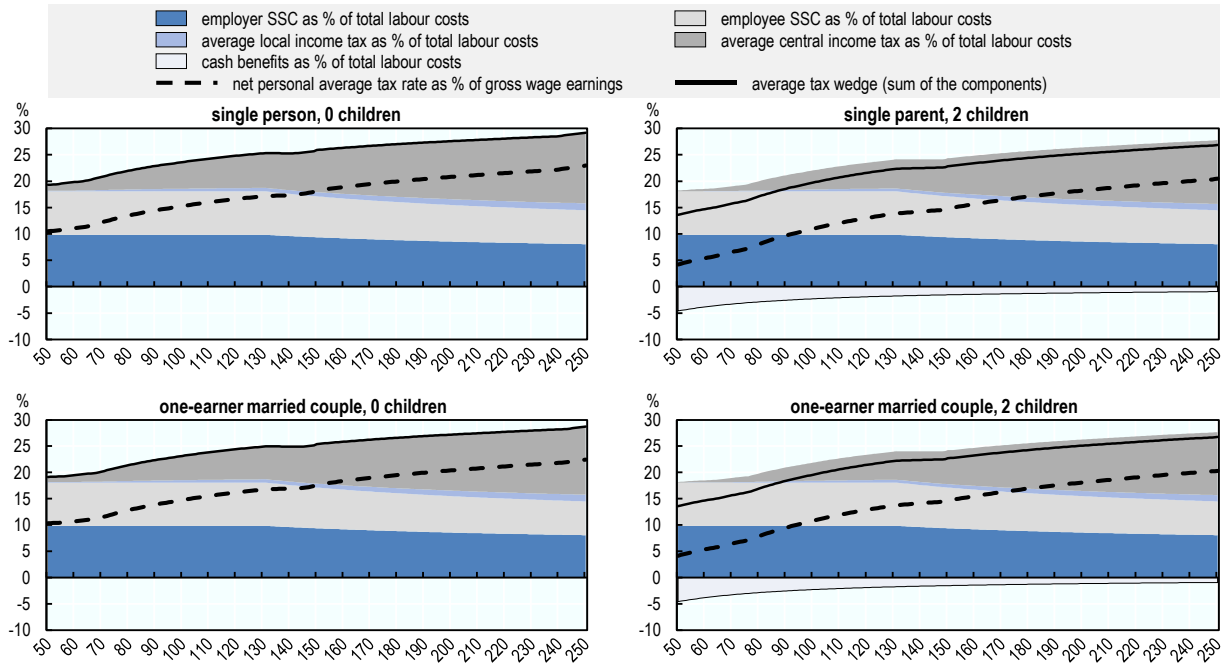 employer SSC as % of total labour costs
employee SSC as % of total labour costs
average local income tax as % of total labour costs
average central income tax as % of total labour costs
cash benefits as % of total labour costs
net personal average tax rate as % of gross wage earnings
average tax wedge (sum of the components)
%
single person, 0 children
30
25
20
15
10
5
0
-5
-10
50 60 70 80 90 100 110 120 130 140 150 160 170 180 190 200 210 220 230 240 250
%
single parent, 2 children
30
25
20
15
10
5
0
-5
-10
50 60 70 80 90 100 110 120 130 140 150 160 170 180 190 200 210 220 230 240 250
%
one-earner married couple, 0 children
30
25
20
15
10
5
0
-5
-10
50 60 70 80 90 100 110 120 130 140 150 160 170 180 190 200 210 220 230 240 250
%
one-earner married couple, 2 children
30
25
20
15
10
5
0
-5
-10
50 60 70 80 90 100 110 120 130 140 150 160 170 180 190 200 210 220 230 240 250